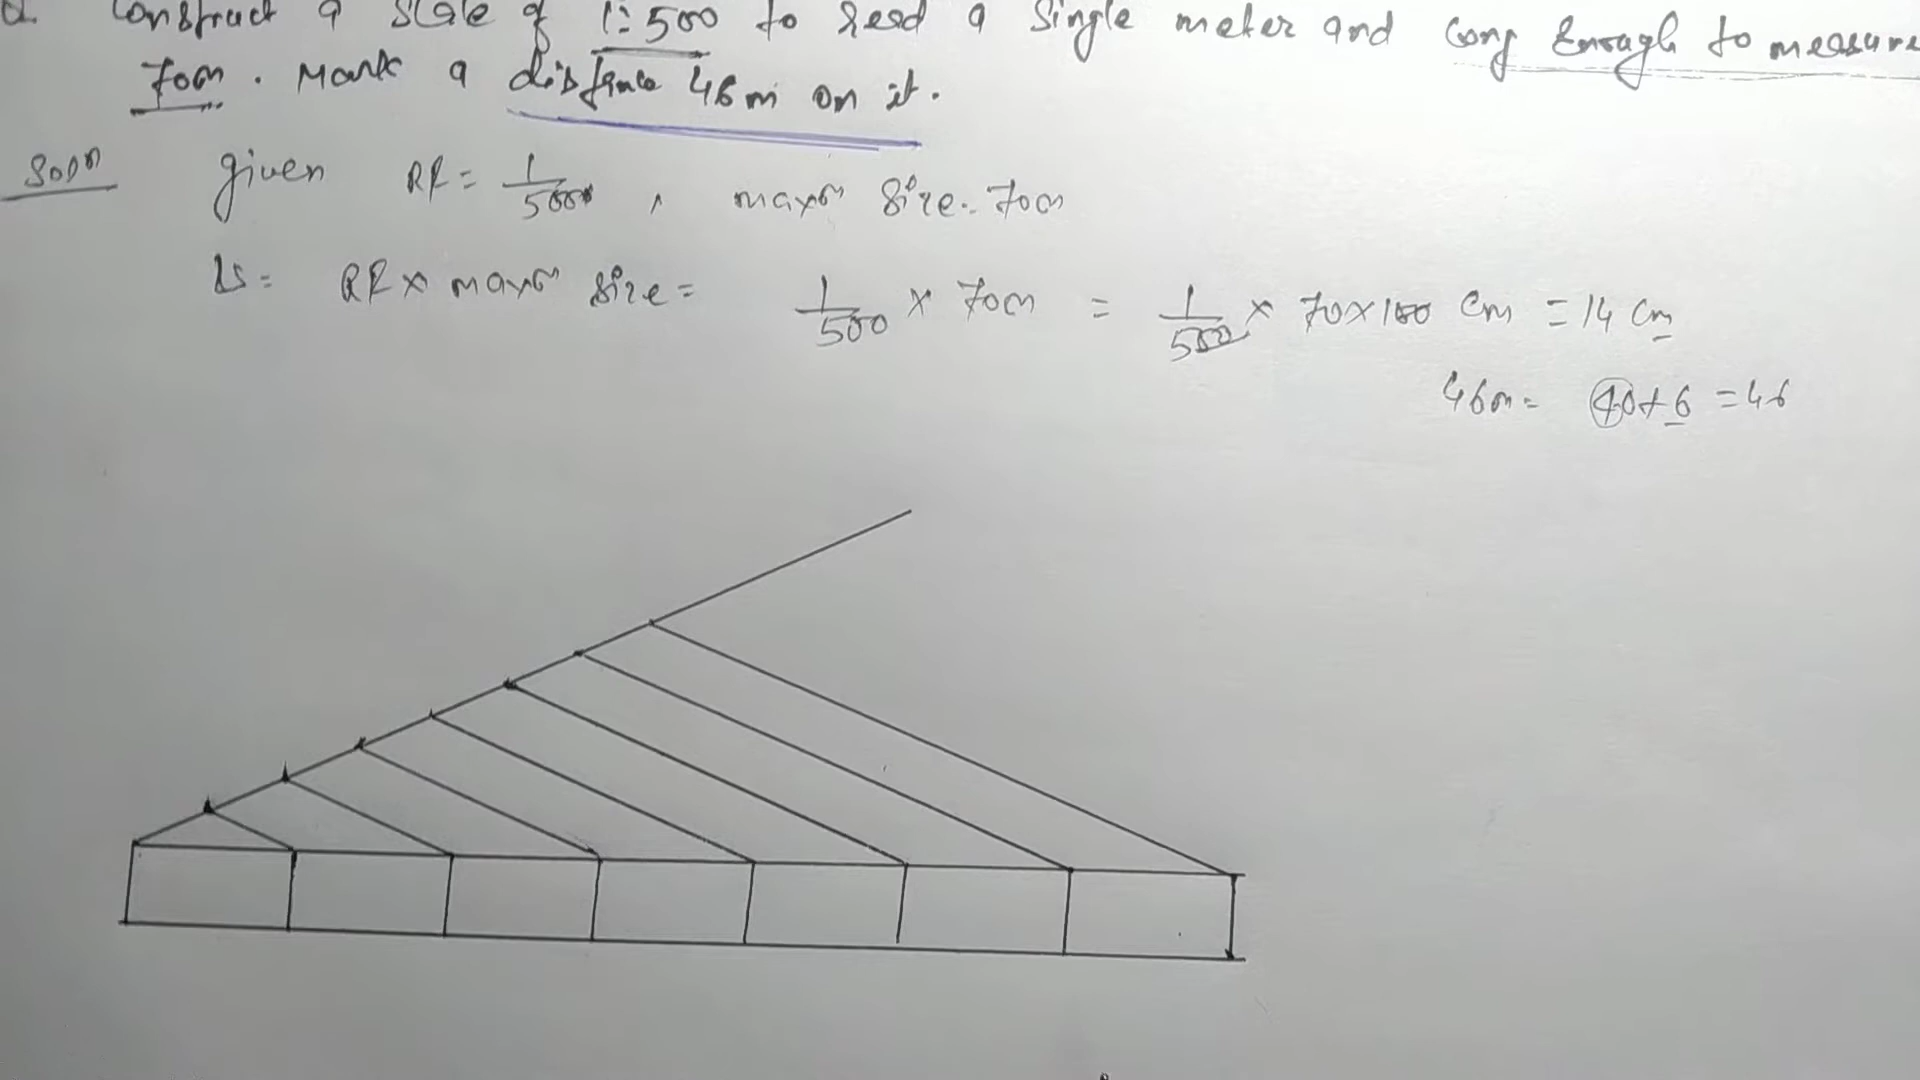 Construct a scale of 1:500 to read a single meter and long Enough to measure
70m. Mark a distance 46m on it.
Soln given RF = 1/500, maxm size = 70m
LS = RF × maxm size = 1/500 × 70m = 1/500 × 70×100 cm = 14 cm
46m = 40+6 = 46